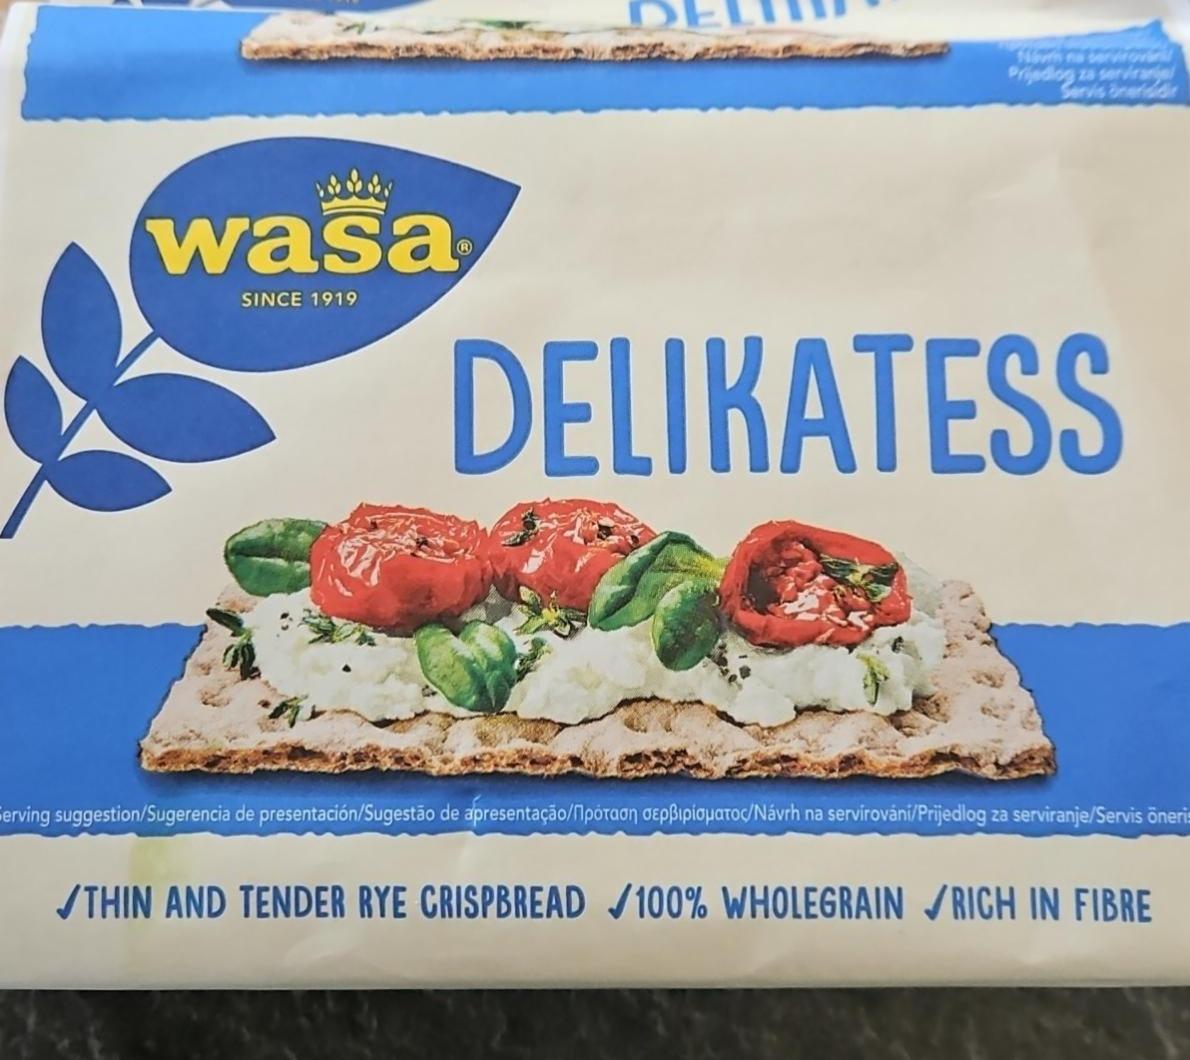 Návrh na servírování/
Prijedlog za serviranje/
Servis önerisidir
wasa®
SINCE 1919
DELIKATESS
Serving suggestion/Sugerencia de presentación/Sugestão de apresentação/Πρόταση σερβιρίσματος/Návrh na servírování/Prijedlog za serviranje/Servis öneris
✓THIN AND TENDER RYE CRISPBREAD ✓100% WHOLEGRAIN ✓RICH IN FIBRE